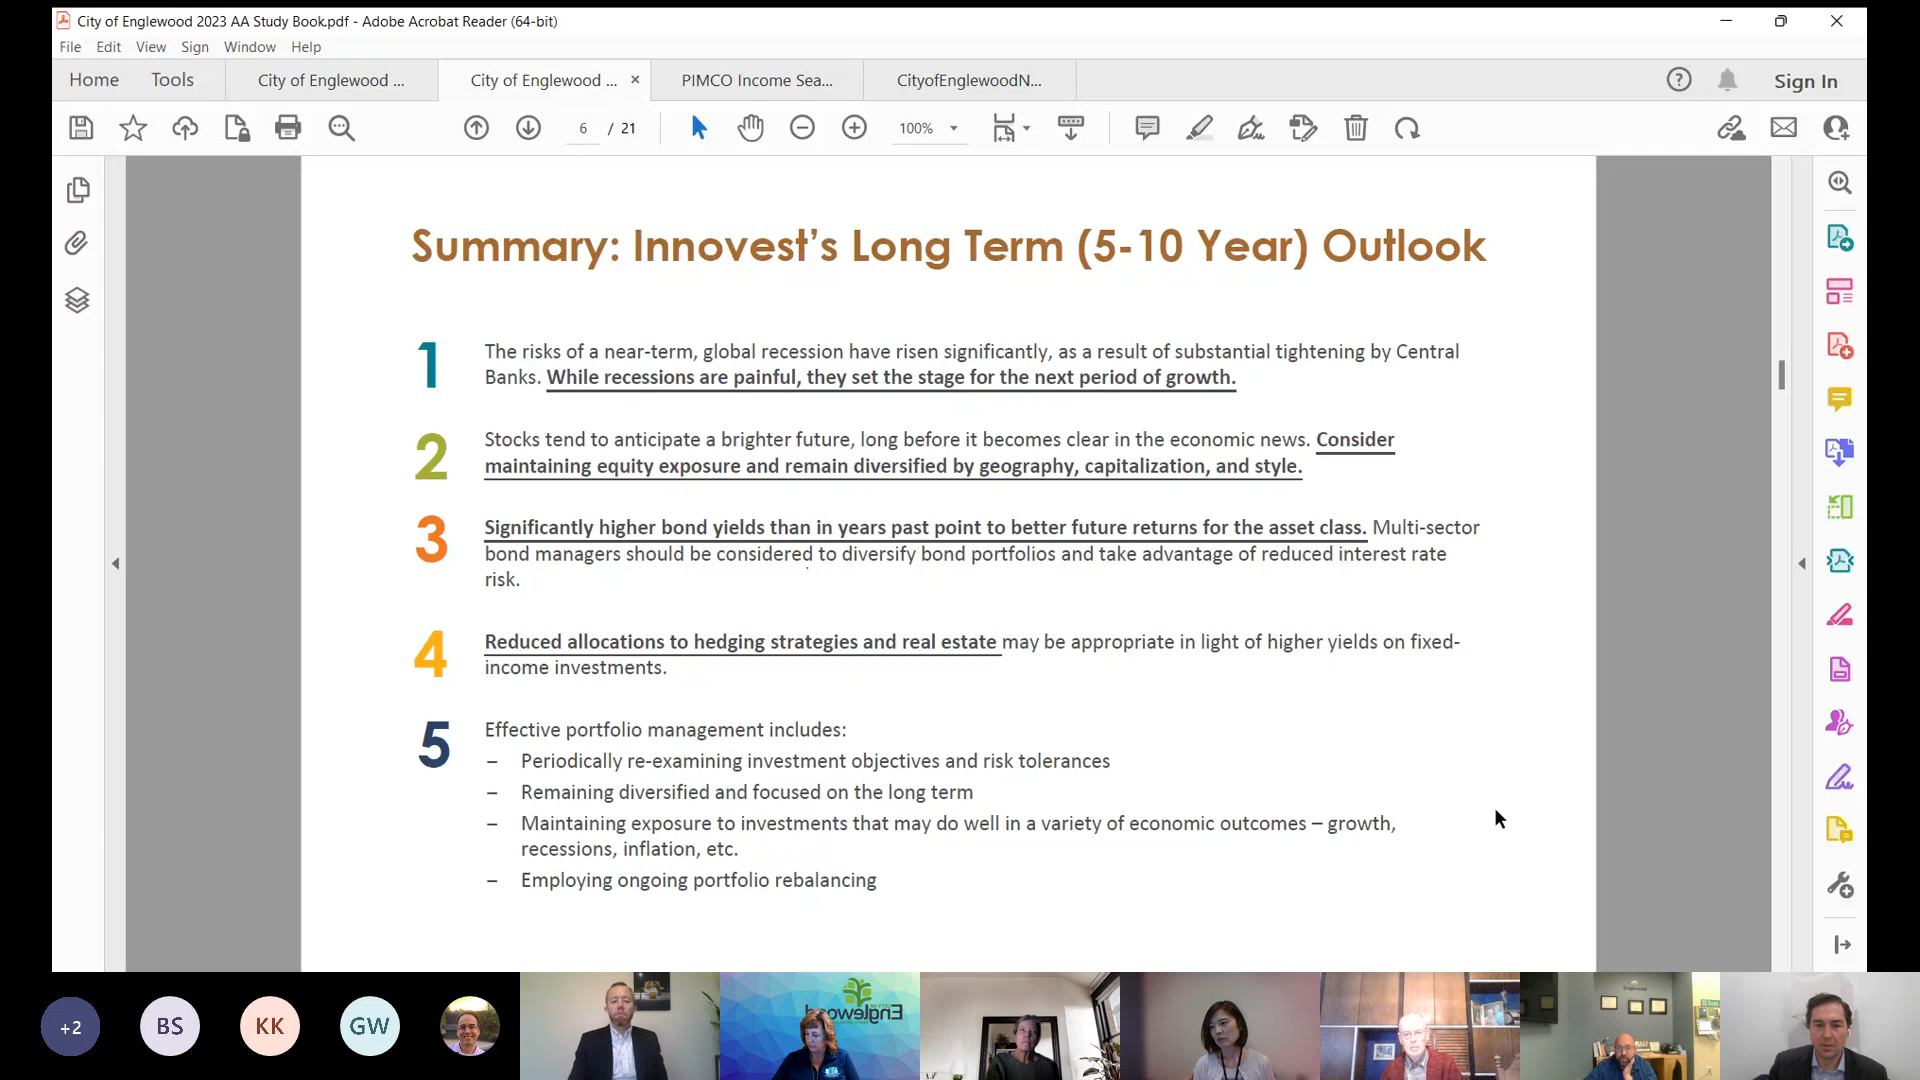 City of Englewood 2023 AA Study Book.pdf - Adobe Acrobat Reader (64-bit)
File Edit View Sign Window Help
Home Tools City of Englewood ... City of Englewood ... × PIMCO Income Sea... CityofEnglewoodN... Sign In
6 / 21 100%
Summary: Innovest's Long Term (5-10 Year) Outlook
1 The risks of a near-term, global recession have risen significantly, as a result of substantial tightening by Central
Banks. While recessions are painful, they set the stage for the next period of growth.
2 Stocks tend to anticipate a brighter future, long before it becomes clear in the economic news. Consider
maintaining equity exposure and remain diversified by geography, capitalization, and style.
3 Significantly higher bond yields than in years past point to better future returns for the asset class. Multi-sector
bond managers should be considered to diversify bond portfolios and take advantage of reduced interest rate
risk.
4 Reduced allocations to hedging strategies and real estate may be appropriate in light of higher yields on fixed-
income investments.
5 Effective portfolio management includes:
– Periodically re-examining investment objectives and risk tolerances
– Remaining diversified and focused on the long term
– Maintaining exposure to investments that may do well in a variety of economic outcomes – growth,
recessions, inflation, etc.
– Employing ongoing portfolio rebalancing
+2 BS KK GW
Englewood